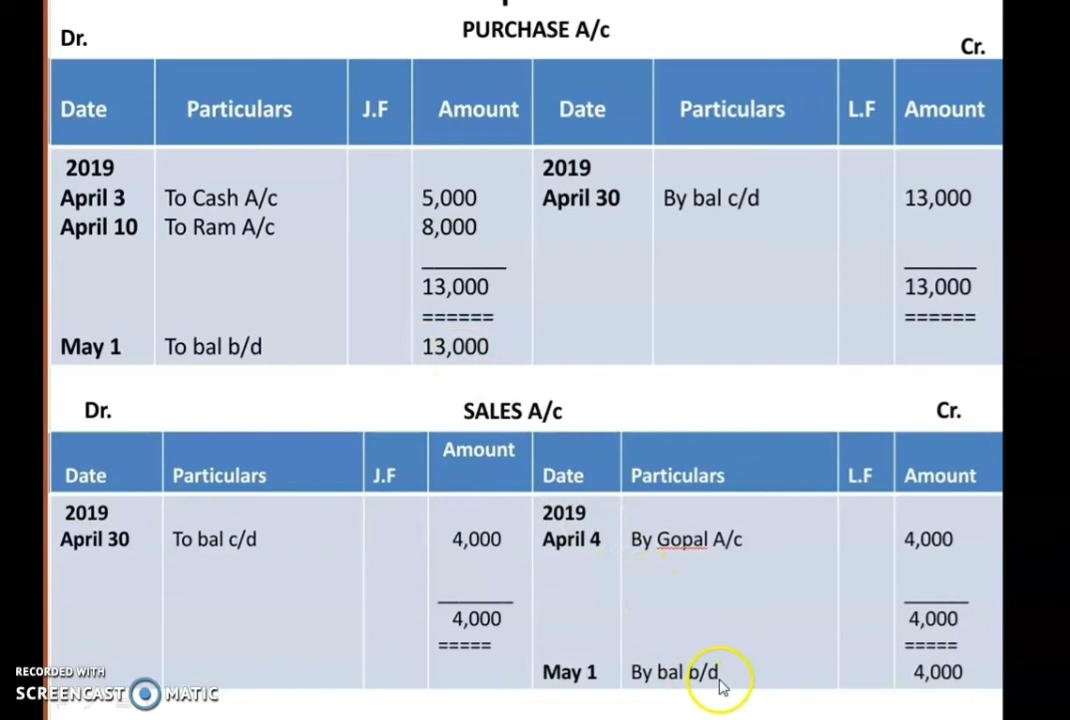 PURCHASE A/c
Dr.
Cr.
Date Particulars J.F Amount Date Particulars L.F Amount
2019 2019
April 3 To Cash A/c 5,000 April 30 By bal c/d 13,000
April 10 To Ram A/c 8,000
13,000 13,000
====== ======
May 1 To bal b/d 13,000
Dr. SALES A/c Cr.
Date Particulars J.F Amount Date Particulars L.F Amount
2019 2019
April 30 To bal c/d 4,000 April 4 By Gopal A/c 4,000
4,000 4,000
===== =====
May 1 By bal b/d 4,000
RECORDED WITH
SCREENCAST MATIC